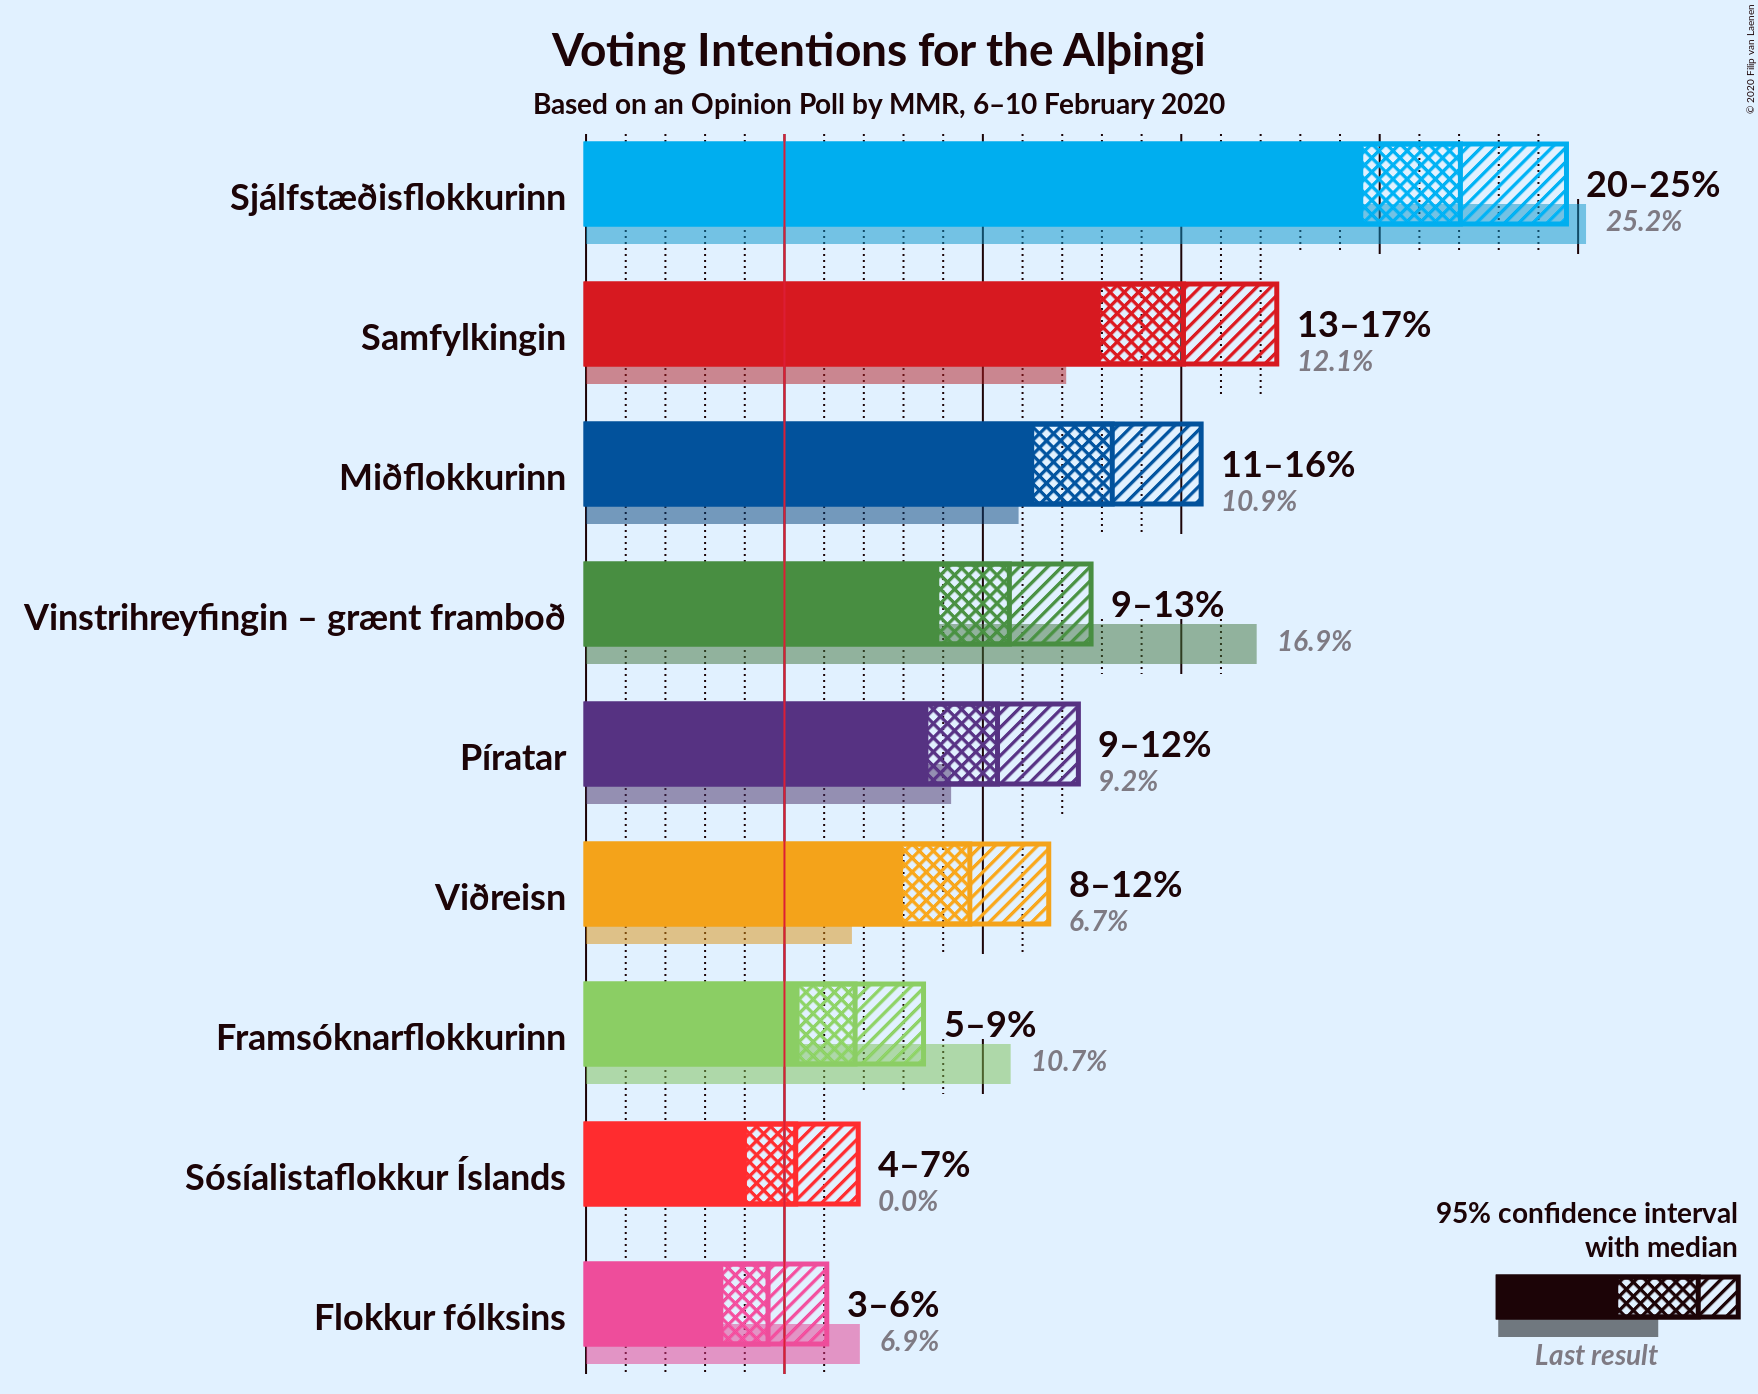 Voting Intentions for the Alþingi
Based on an Opinion Poll by MMR, 6–10 February 2020
© 2020 Filip van Laenen
Sjálfstæðisflokkurinn
20–25%
25.2%
Samfylkingin
13–17%
12.1%
Miðflokkurinn
11–16%
10.9%
Vinstrihreyfingin – grænt framboð
9–13%
16.9%
Píratar
9–12%
9.2%
Viðreisn
8–12%
6.7%
Framsóknarflokkurinn
5–9%
10.7%
Sósíalistaflokkur Íslands
4–7%
0.0%
Flokkur fólksins
3–6%
6.9%
95% confidence interval
with median
Last result